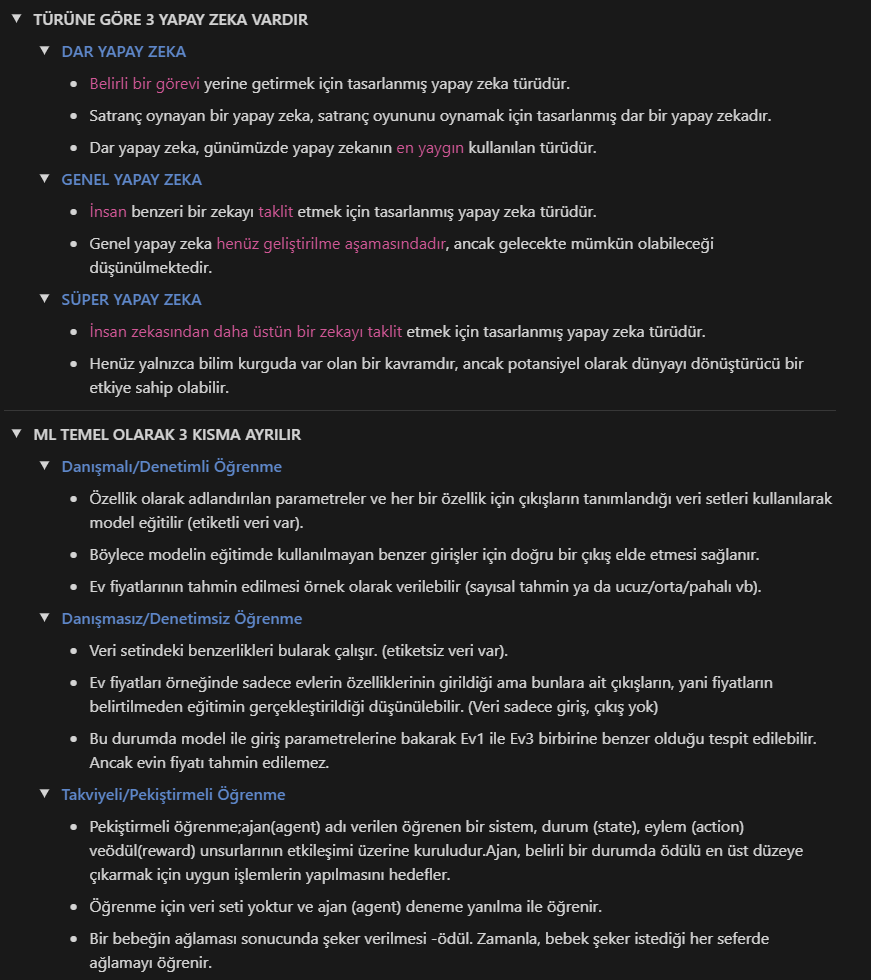 TÜRÜNE GÖRE 3 YAPAY ZEKA VARDIR
DAR YAPAY ZEKA
Belirli bir görevi yerine getirmek için tasarlanmış yapay zeka türüdür.
Satranç oynayan bir yapay zeka, satranç oyununu oynamak için tasarlanmış dar bir yapay zekadır.
Dar yapay zeka, günümüzde yapay zekanın en yaygın kullanılan türüdür.
GENEL YAPAY ZEKA
İnsan benzeri bir zekayı taklit etmek için tasarlanmış yapay zeka türüdür.
Genel yapay zeka henüz geliştirilme aşamasındadır, ancak gelecekte mümkün olabileceği
düşünülmektedir.
SÜPER YAPAY ZEKA
İnsan zekasından daha üstün bir zekayı taklit etmek için tasarlanmış yapay zeka türüdür.
Henüz yalnızca bilim kurguda var olan bir kavramdır, ancak potansiyel olarak dünyayı dönüştürücü bir
etkiye sahip olabilir.
ML TEMEL OLARAK 3 KISMA AYRILIR
Danışmalı/Denetimli Öğrenme
Özellik olarak adlandırılan parametreler ve her bir özellik için çıkışların tanımlandığı veri setleri kullanılarak
model eğitilir (etiketli veri var).
Böylece modelin eğitimde kullanılmayan benzer girişler için doğru bir çıkış elde etmesi sağlanır.
Ev fiyatlarının tahmin edilmesi örnek olarak verilebilir (sayısal tahmin ya da ucuz/orta/pahalı vb).
Danışmasız/Denetimsiz Öğrenme
Veri setindeki benzerlikleri bularak çalışır. (etiketsiz veri var).
Ev fiyatları örneğinde sadece evlerin özelliklerinin girildiği ama bunlara ait çıkışların, yani fiyatların
belirtilmeden eğitimin gerçekleştirildiği düşünülebilir. (Veri sadece giriş, çıkış yok)
Bu durumda model ile giriş parametrelerine bakarak Ev1 ile Ev3 birbirine benzer olduğu tespit edilebilir.
Ancak evin fiyatı tahmin edilemez.
Takviyeli/Pekiştirmeli Öğrenme
Pekiştirmeli öğrenme;ajan(agent) adı verilen öğrenen bir sistem, durum (state), eylem (action)
veödül(reward) unsurlarının etkileşimi üzerine kuruludur.Ajan, belirli bir durumda ödülü en üst düzeye
çıkarmak için uygun işlemlerin yapılmasını hedefler.
Öğrenme için veri seti yoktur ve ajan (agent) deneme yanılma ile öğrenir.
Bir bebeğin ağlaması sonucunda şeker verilmesi -ödül. Zamanla, bebek şeker istediği her seferde
ağlamayı öğrenir.